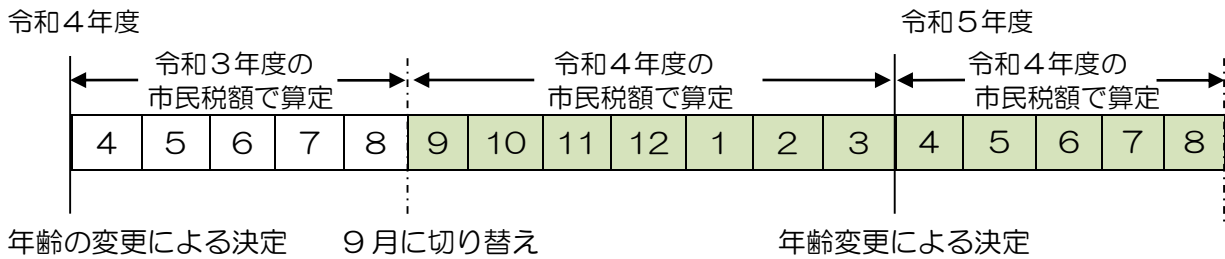 令和４年度　令和５年度
令和３年度の　令和４年度の　令和４年度の
市民税額で算定　市民税額で算定　市民税額で算定
４　５　６　７　８　９　１０　１１　１２　１　２　３　４　５　６　７　８
年齢の変更による決定　９月に切り替え　年齢変更による決定